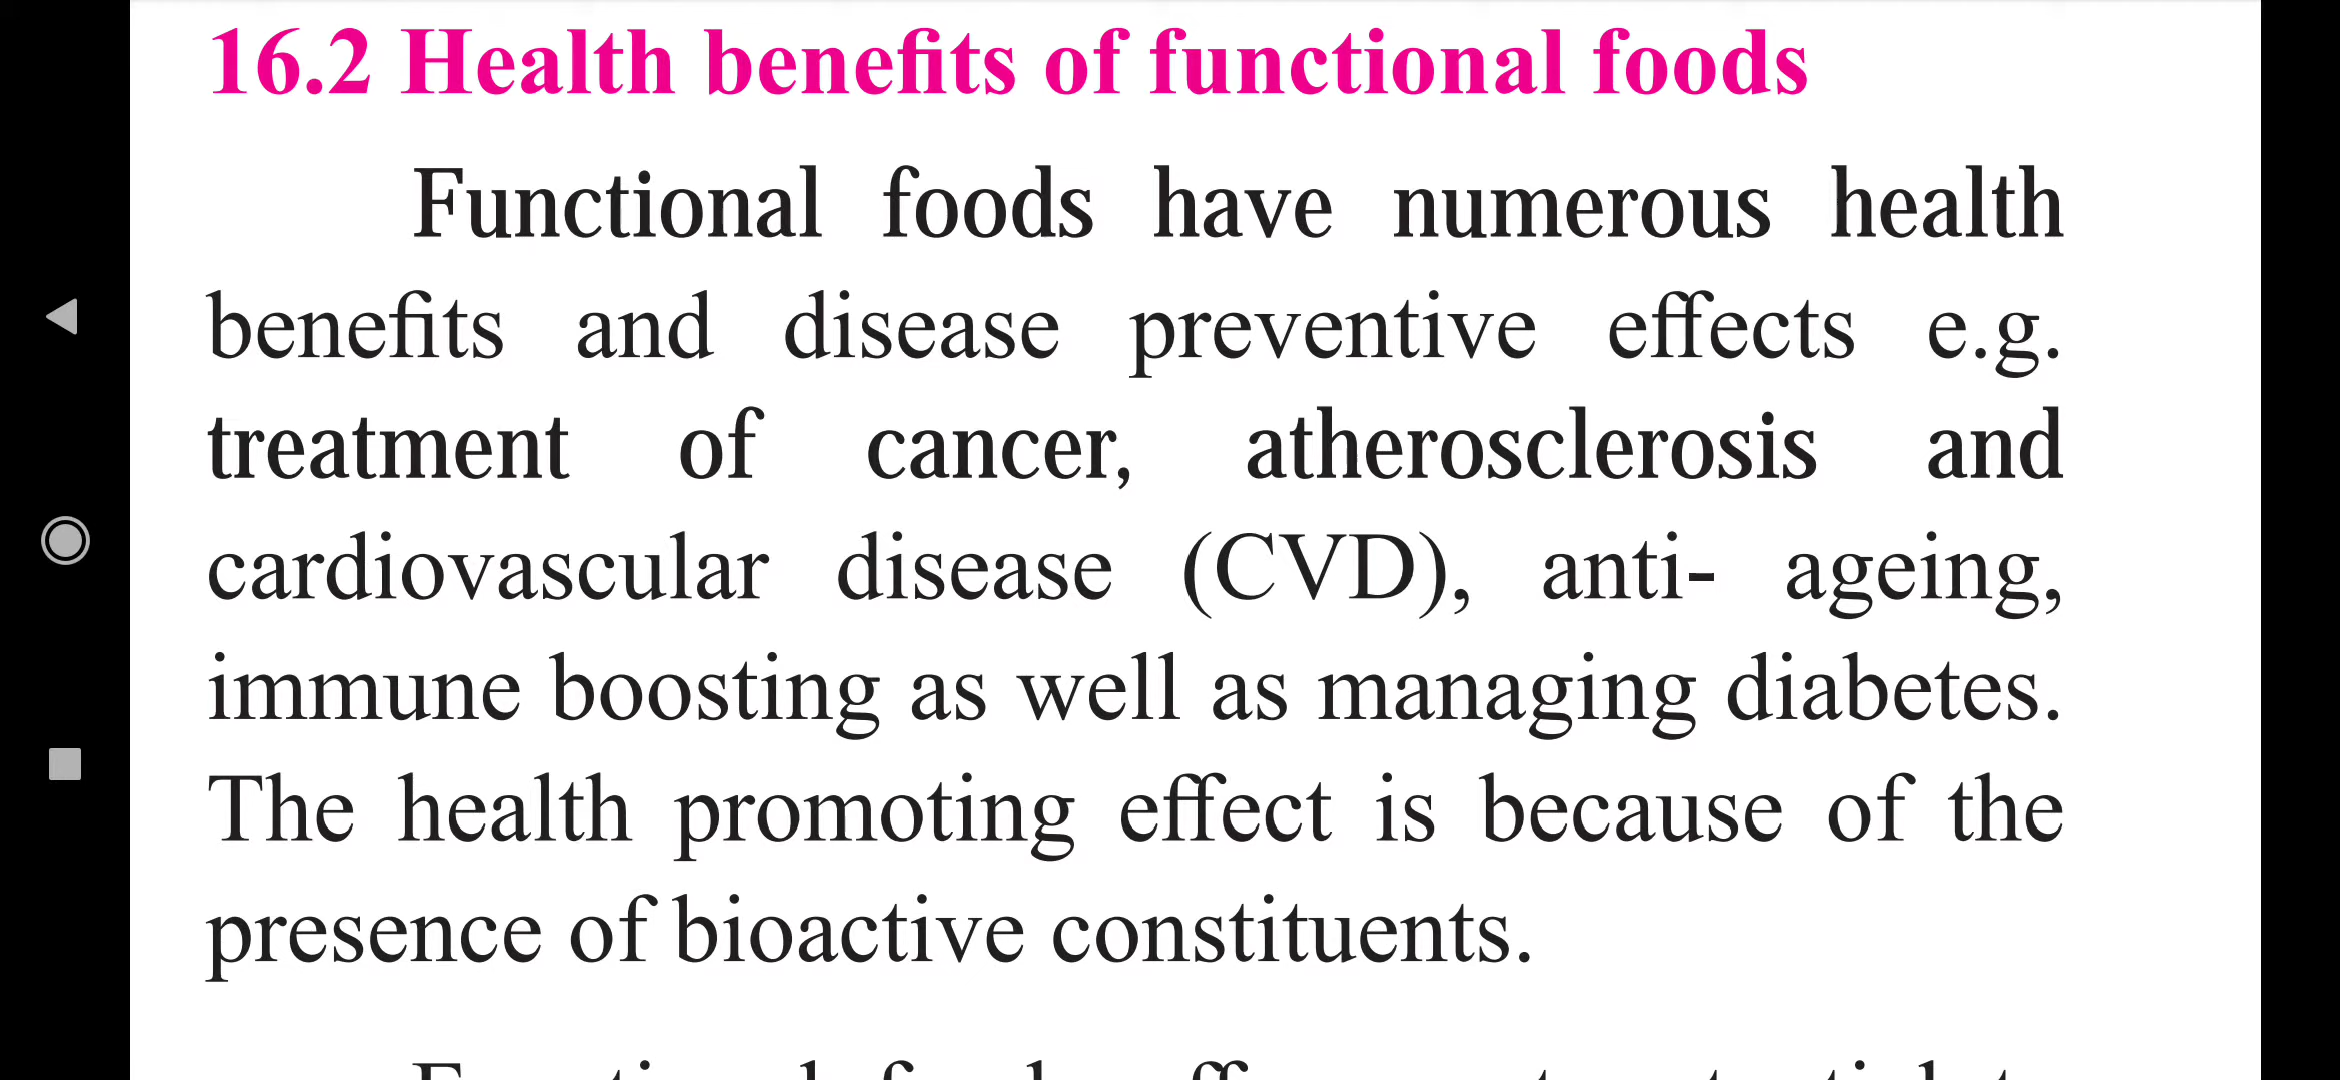 16.2 Health benefits of functional foods
Functional foods have numerous health
benefits and disease preventive effects e.g.
treatment of cancer, atherosclerosis and
cardiovascular disease (CVD), anti- ageing,
immune boosting as well as managing diabetes.
The health promoting effect is because of the
presence of bioactive constituents.